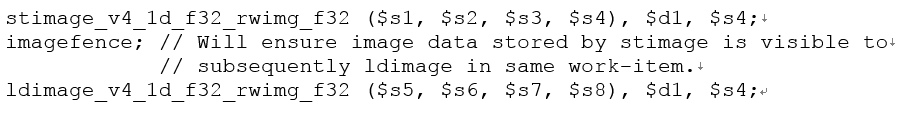 stimage_v4_1d_f32_rwimg_f32 ($s1, $s2, $s3, $s4), $d1, $s4;↓
imagefence; // Will ensure image data stored by stimage is visible to↓
// subsequently ldimage in same work-item.↓
ldimage_v4_1d_f32_rwimg_f32 ($s5, $s6, $s7, $s8), $d1, $s4;↵